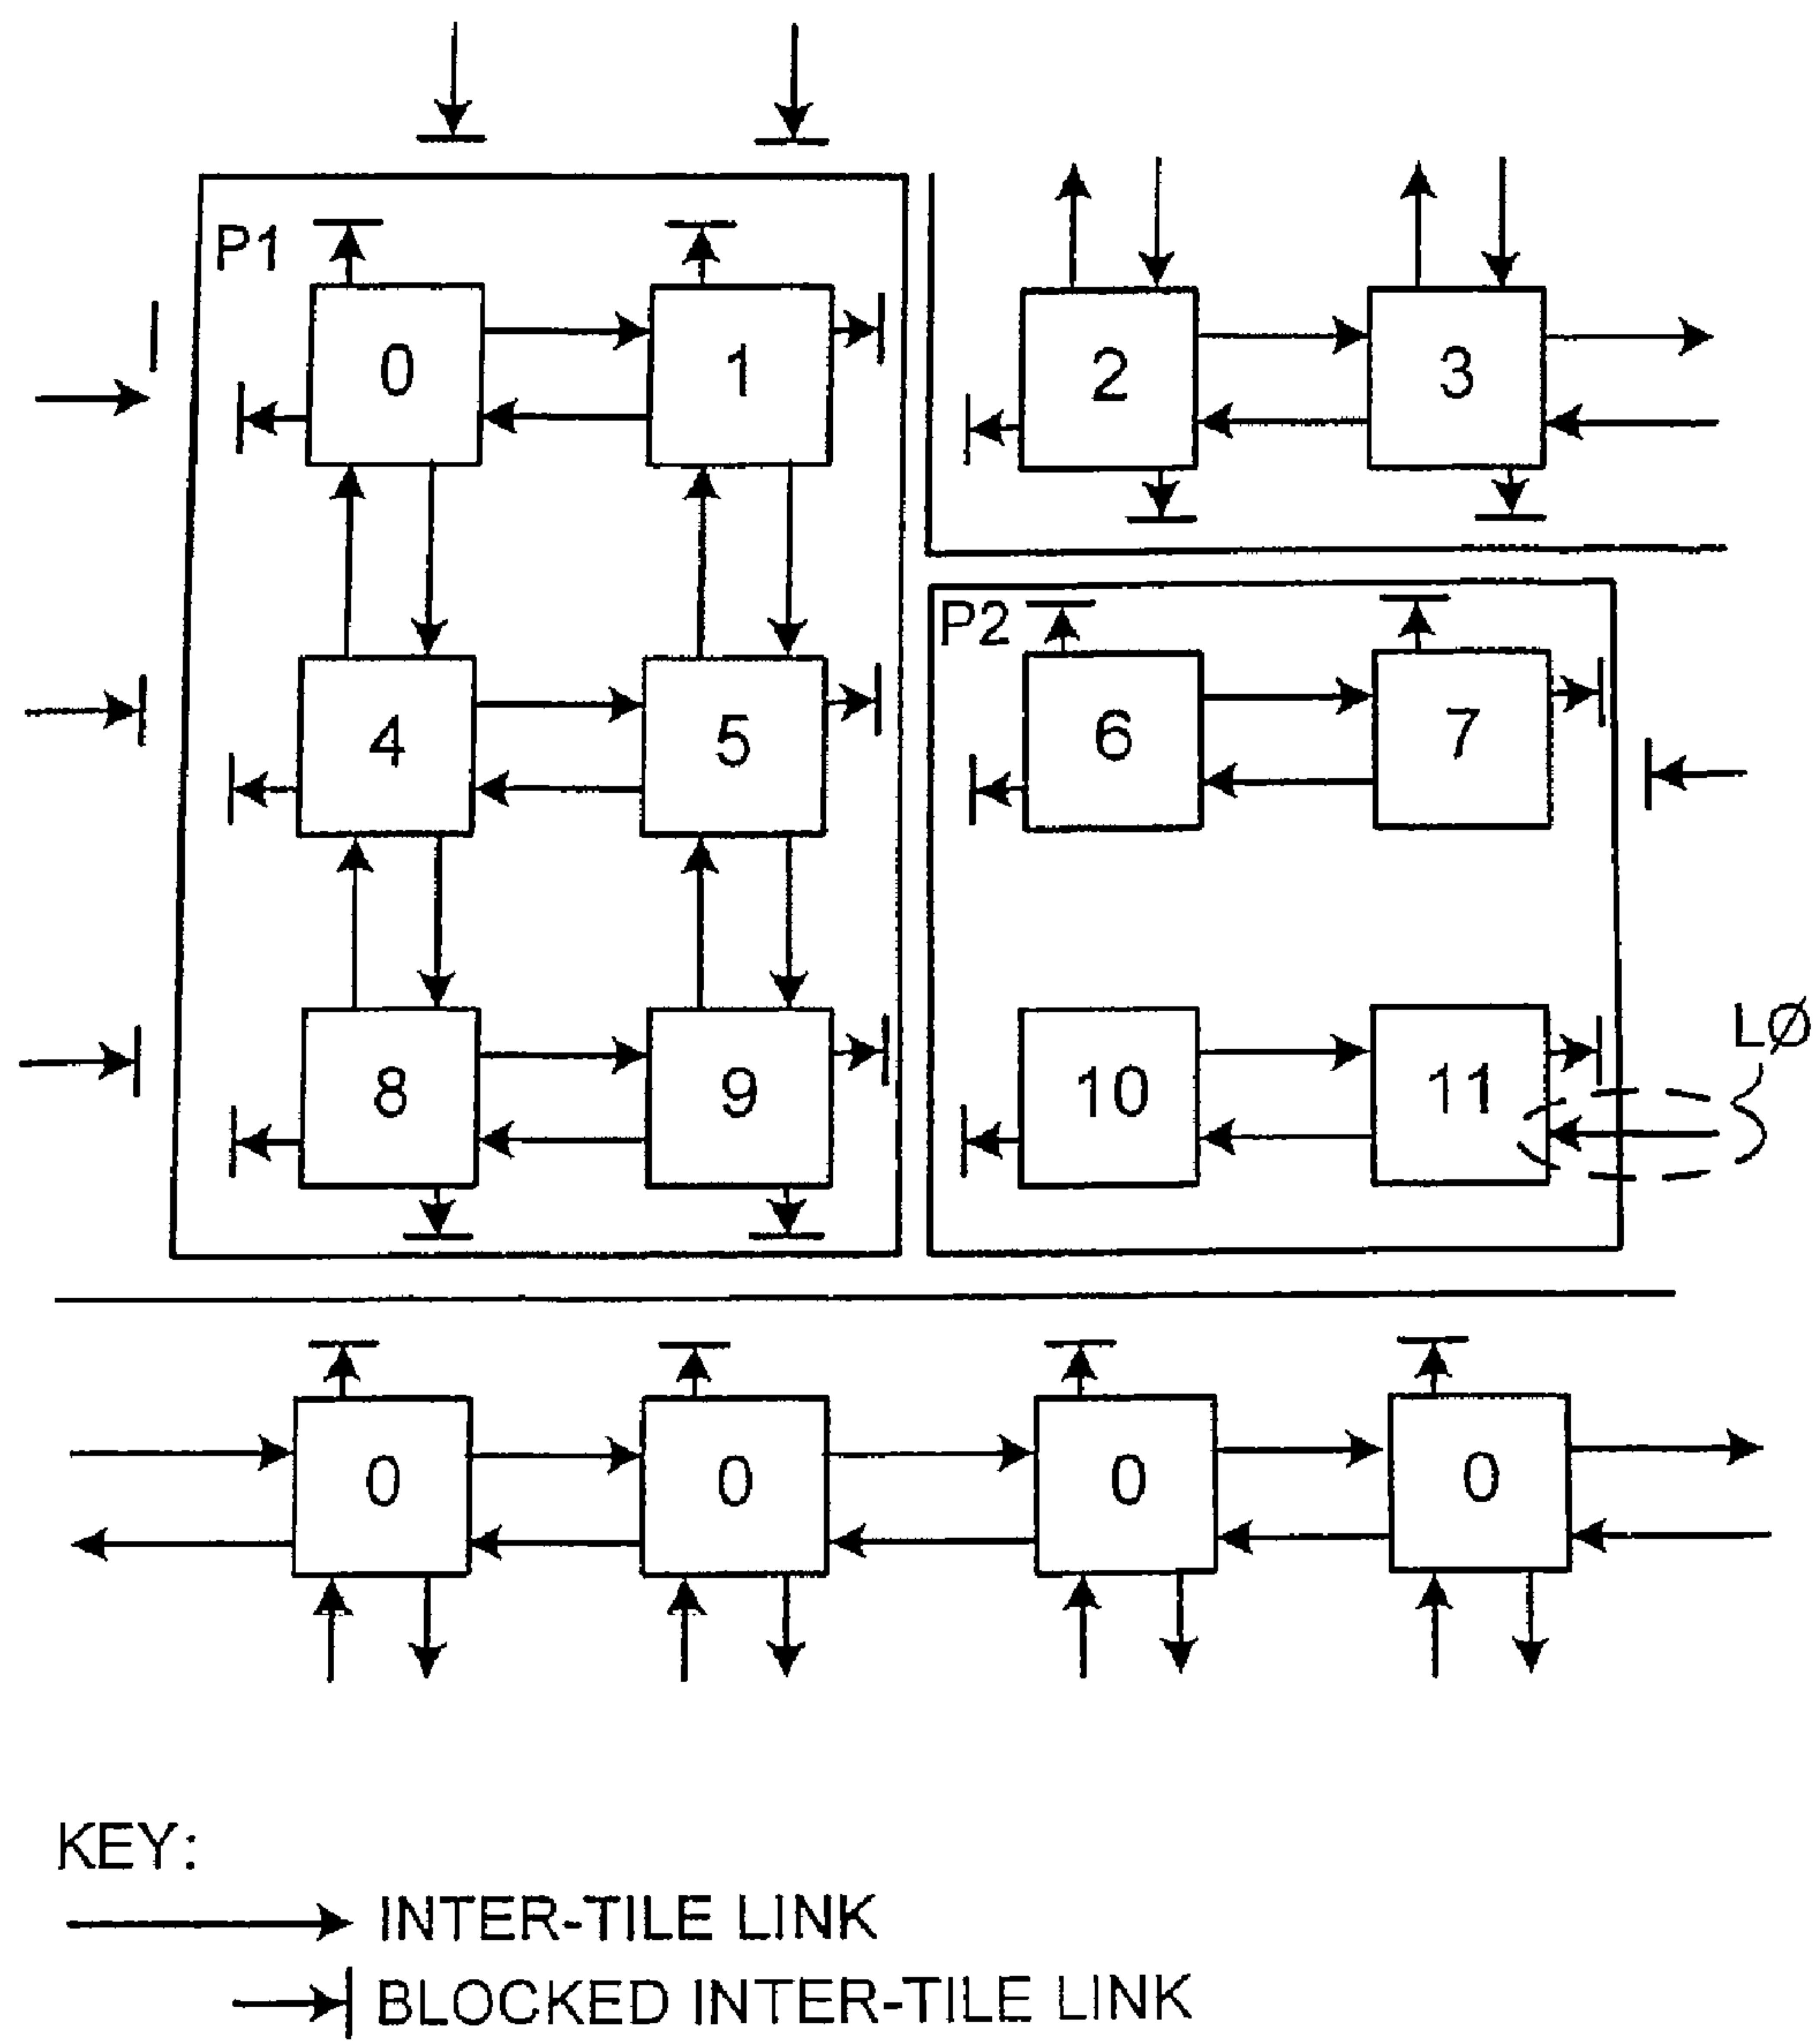 P1
0
1
2
3
P2
4
5
6
7
LØ
8
9
10
11
0
0
0
0
KEY:
INTER-TILE LINK
BLOCKED INTER-TILE LINK